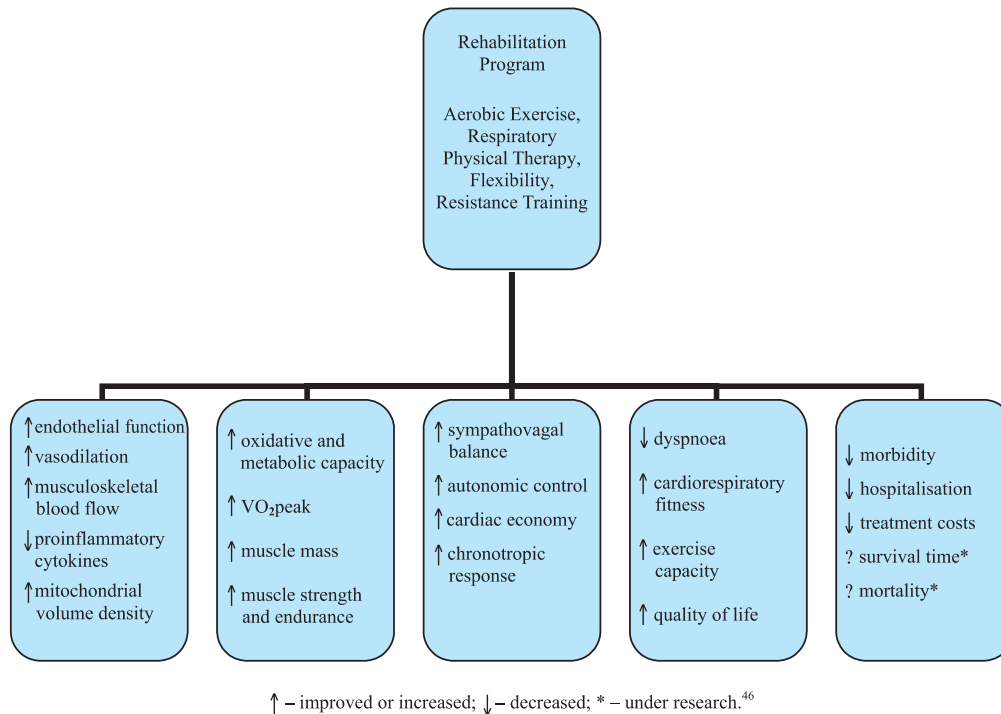 Rehabilitation
Program
Aerobic Exercise,
Respiratory
Physical Therapy,
Flexibility,
Resistance Training
↑endothelial function
↑vasodilation
↑musculoskeletal
blood flow
↓proinflammatory
cytokines
↑mitochondrial
volume density
↑ oxidative and
metabolic capacity
↑ VO₂peak
↑ muscle mass
↑ muscle strength
and endurance
↑ sympathovagal
balance
↑ autonomic control
↑ cardiac economy
↑ chronotropic
response
↓ dyspnoea
↑ cardiorespiratory
fitness
↑ exercise
capacity
↑ quality of life
↓ morbidity
↓ hospitalisation
↓ treatment costs
? survival time*
? mortality*
↑ – improved or increased; ↓ – decreased; * – under research.⁴⁶